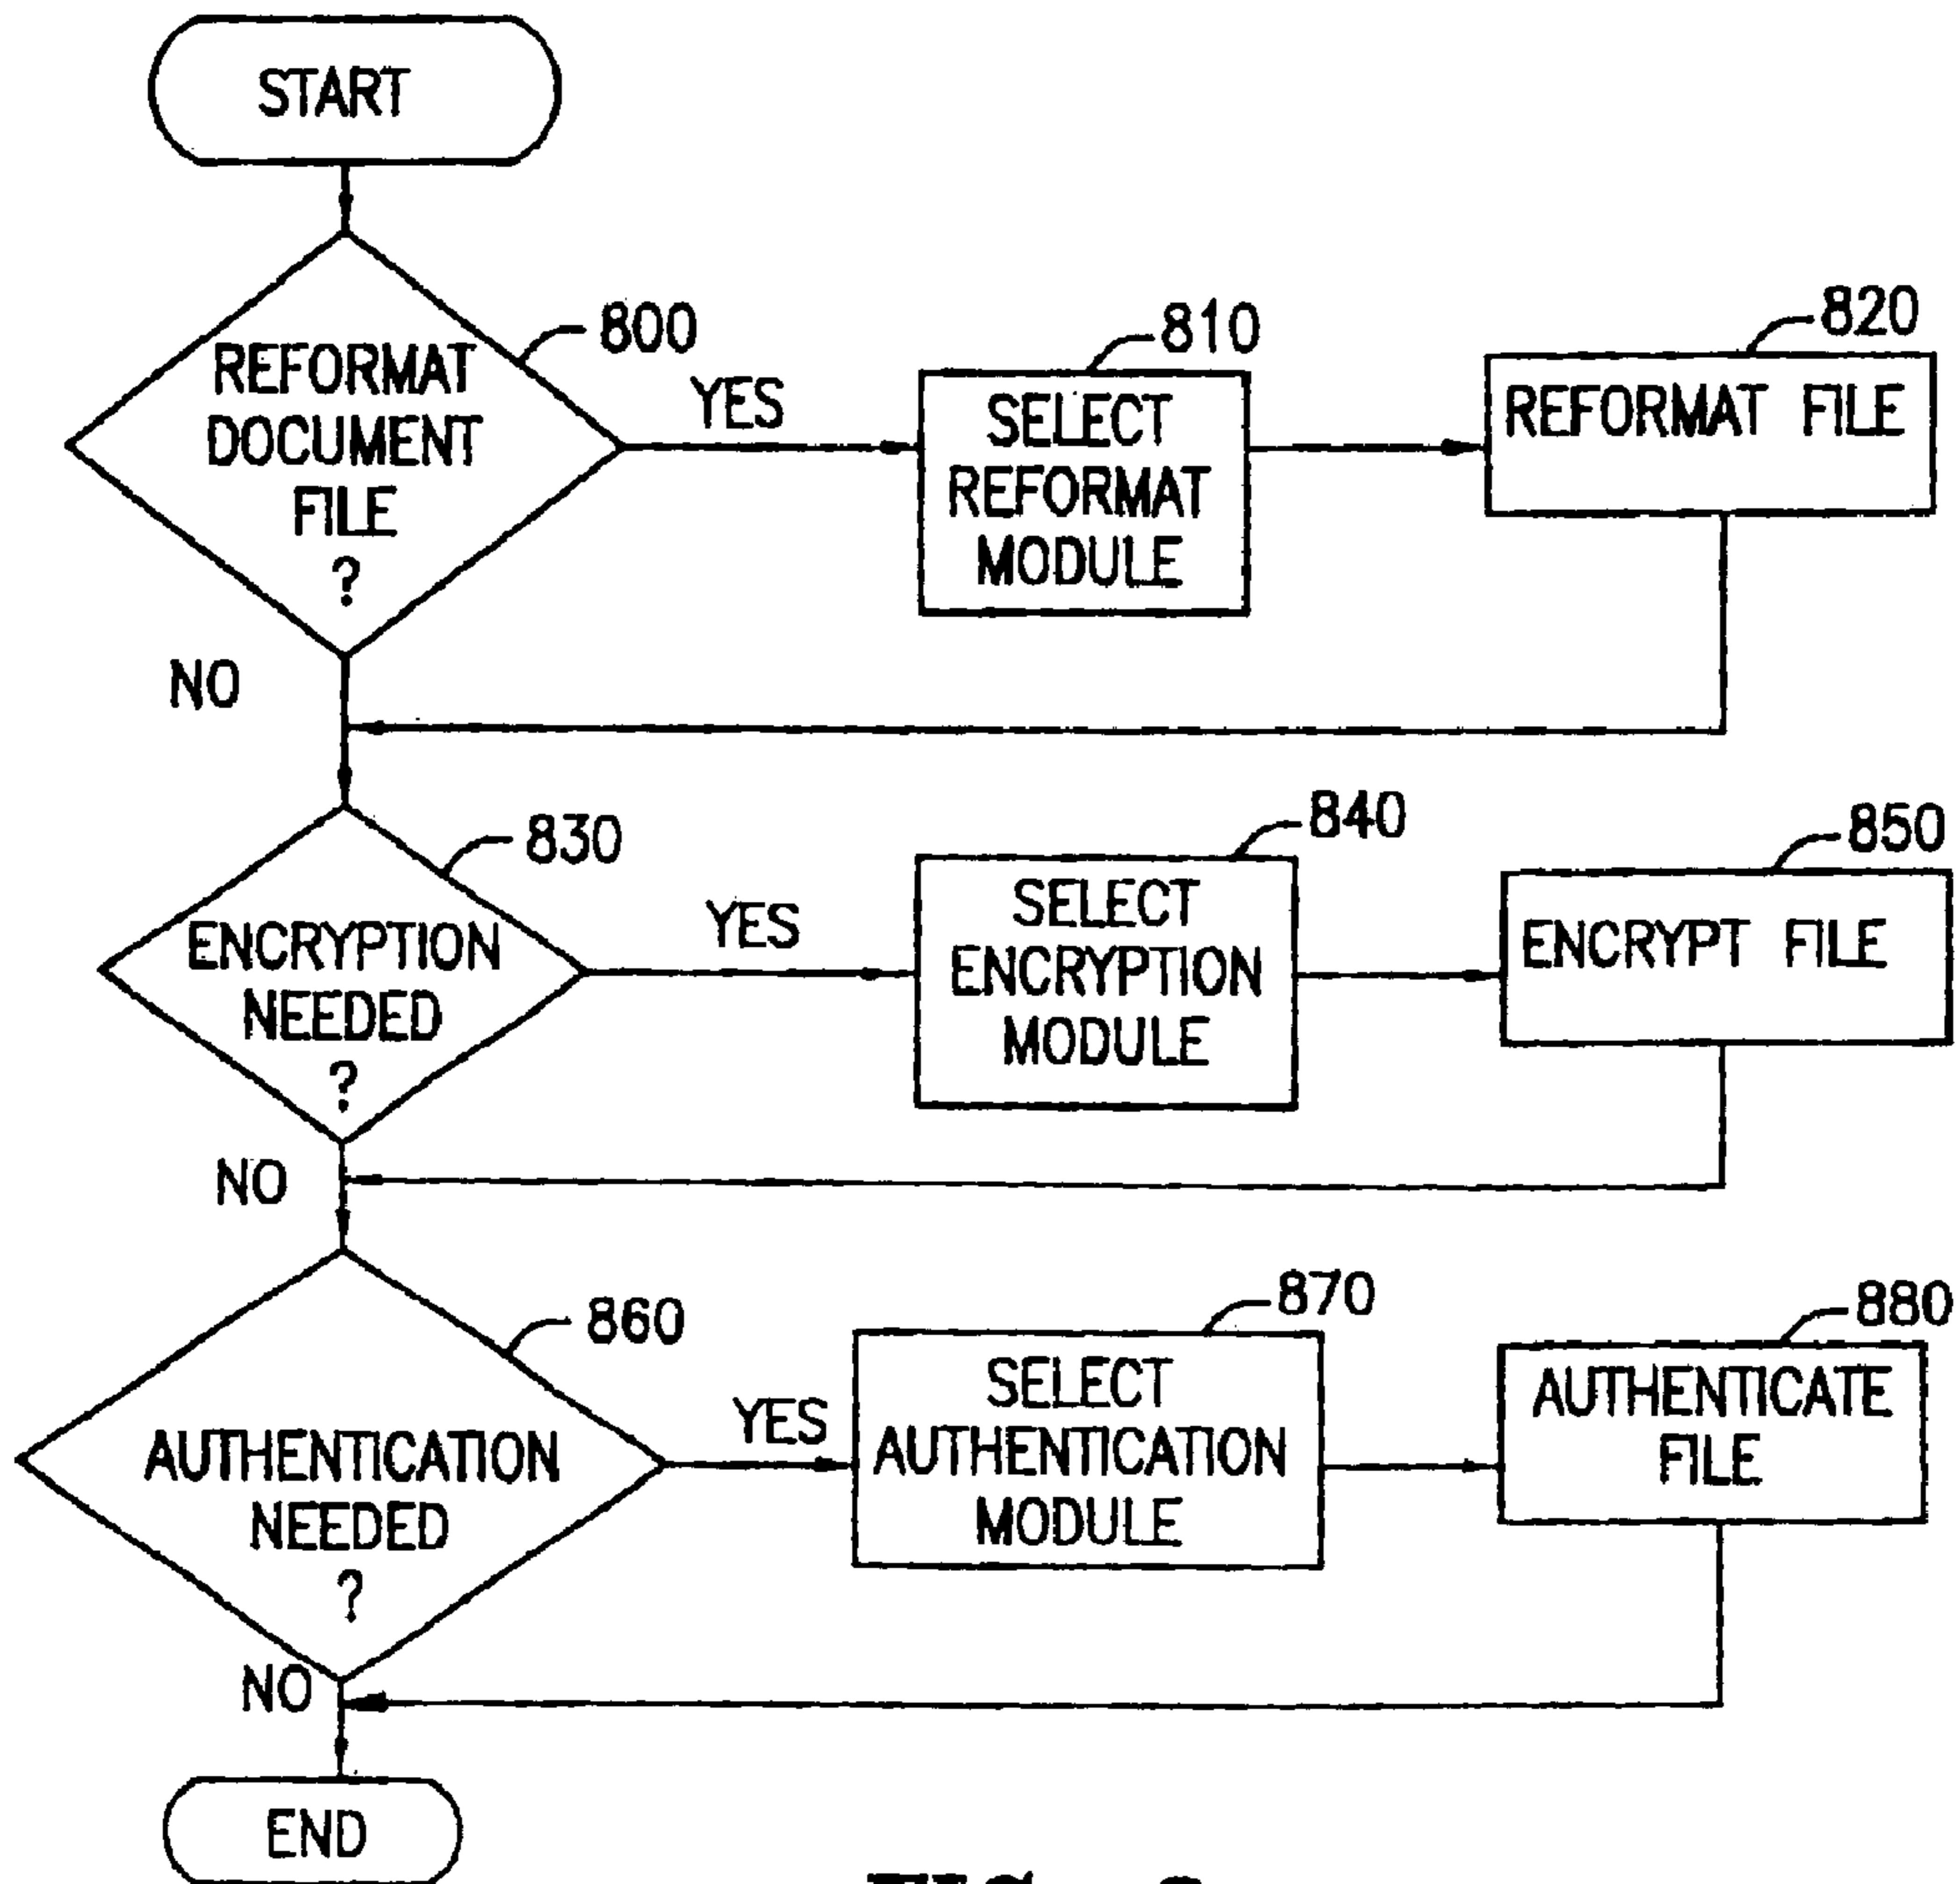 START
800
REFORMAT
DOCUMENT
FILE
?
YES
810
SELECT
REFORMAT
MODULE
820
REFORMAT FILE
NO
830
ENCRYPTION
NEEDED
?
YES
840
SELECT
ENCRYPTION
MODULE
850
ENCRYPT FILE
NO
860
AUTHENTICATION
NEEDED
?
YES
870
SELECT
AUTHENTICATION
MODULE
880
AUTHENTICATE
FILE
NO
END